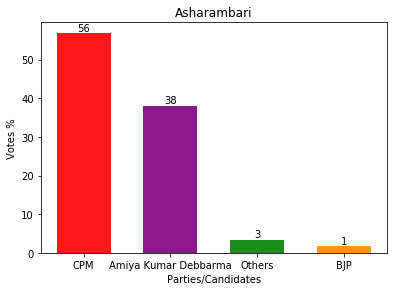 Asharambari
56
38
3
1
50
40
30
20
10
0
Votes %
CPM
Amiya Kumar Debbarma
Others
BJP
Parties/Candidates